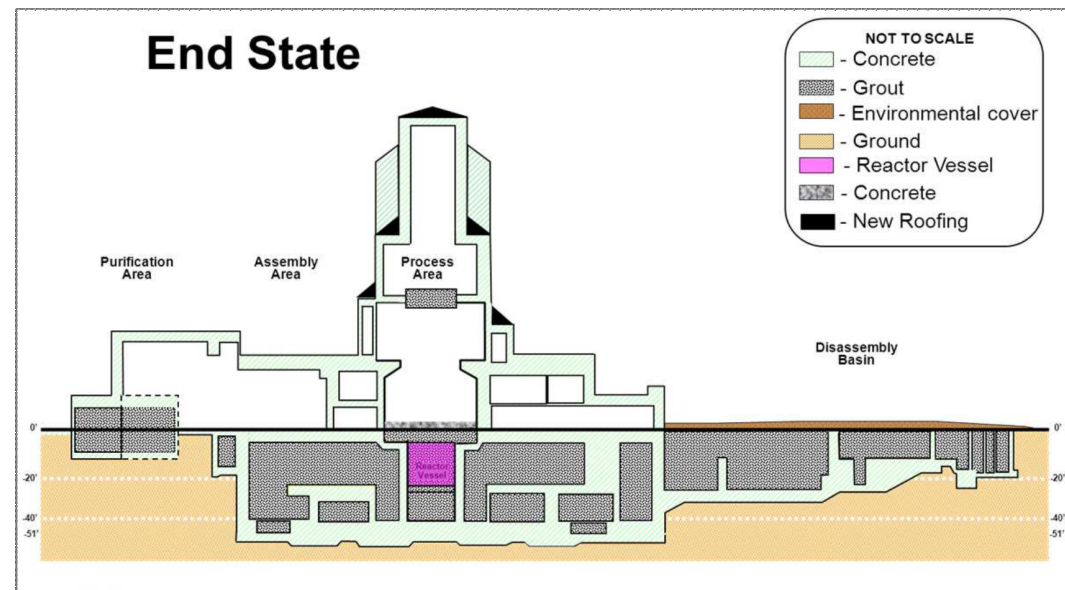 End State
NOT TO SCALE
- Concrete
- Grout
- Environmental cover
- Ground
- Reactor Vessel
- Concrete
- New Roofing
Purification
Area
Assembly
Area
Process
Area
Disassembly
Basin
0'
0'
Reactor
Vessel
-20'
-20'
-40'
-40'
-51'
-51'